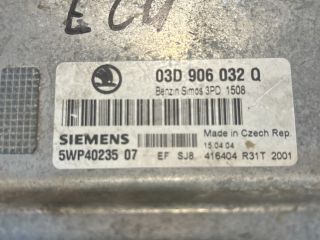 ECU
03D 906 032 Q
Benzin Simos 3PD 1508
SIEMENS
Made in Czech Rep.
15.04.04
5WP40235 07 EF SJ8 416404 R31T 2001